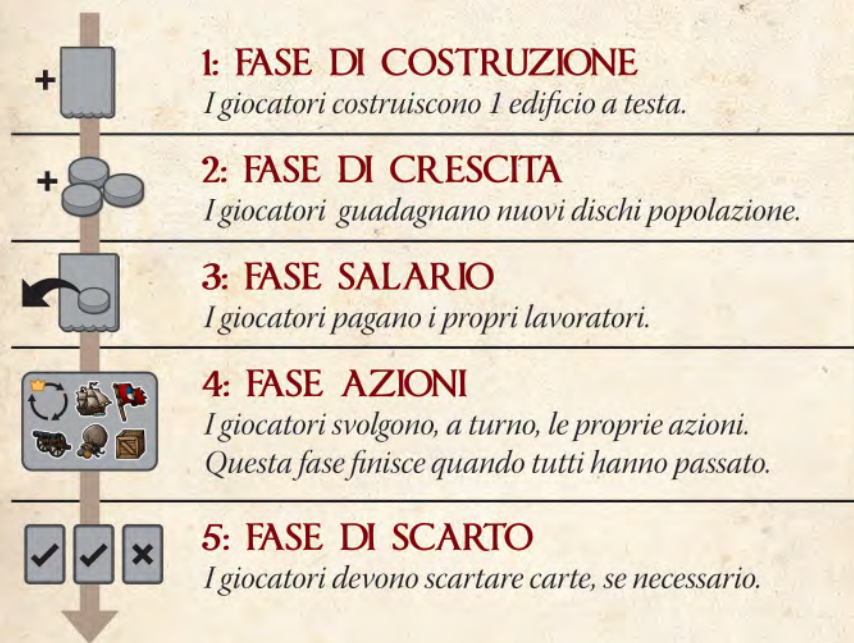 1: FASE DI COSTRUZIONE
I giocatori costruiscono 1 edificio a testa.
2: FASE DI CRESCITA
I giocatori guadagnano nuovi dischi popolazione.
3: FASE SALARIO
I giocatori pagano i propri lavoratori.
4: FASE AZIONI
I giocatori svolgono, a turno, le proprie azioni.
Questa fase finisce quando tutti hanno passato.
5: FASE DI SCARTO
I giocatori devono scartare carte, se necessario.